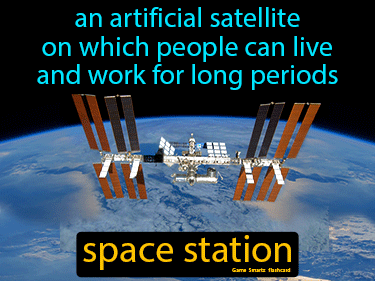 an artificial satellite
on which people can live
and work for long periods
space station
Game Smartz flashcard